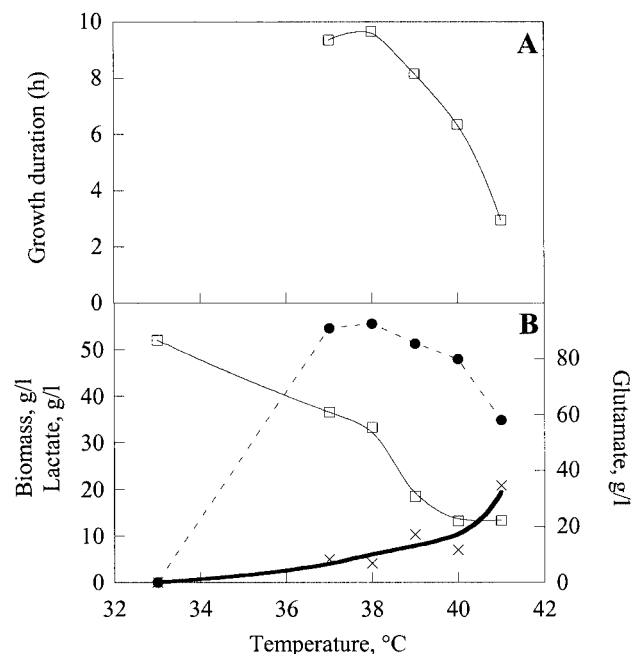 A
Growth duration (h)
10
8
6
4
2
0
B
Biomass, g/l
Lactate, g/l
50
40
30
20
10
0
Glutamate, g/l
80
60
40
20
0
32 34 36 38 40 42
Temperature, °C